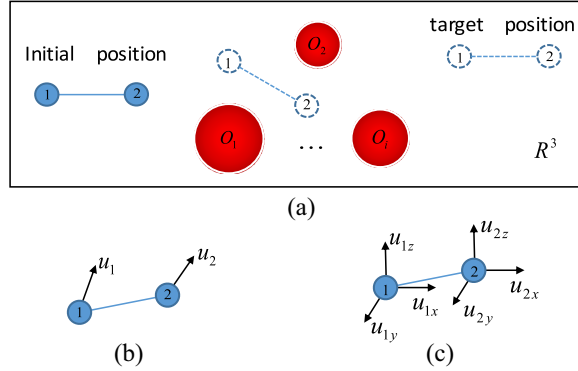 Initial position
1 2
1
2
O₁
O₂
...
Oᵢ
target position
1 2
R³
(a)
u₁
u₂
1
2
(b)
u₁z
u₂z
1
2
u₁x
u₂x
u₁y
u₂y
(c)